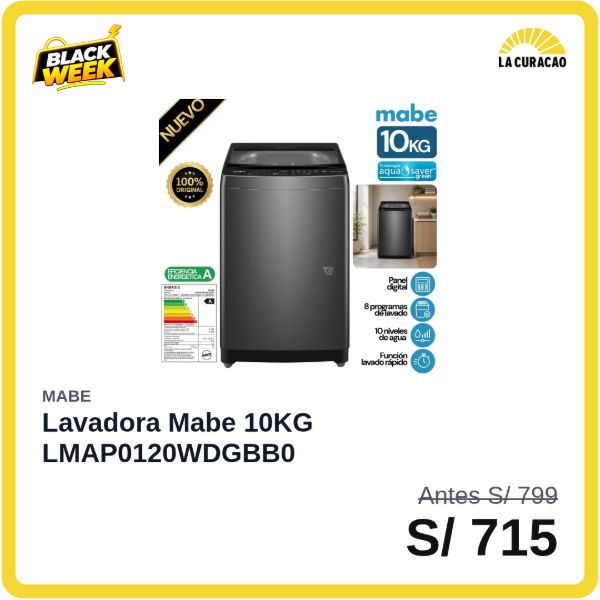 BLACK
WEEK
LA CURACAO
NUEVO
100%
ORIGINAL
mabe
10KG
Tecnología
aqua saver
green
EFICIENCIA
ENERGÉTICA A
Panel
digital
8 programas
de lavado
10 niveles
de agua
Función
lavado rápido
MABE
Lavadora Mabe 10KG
LMAP0120WDGBB0
Antes S/ 799
S/ 715